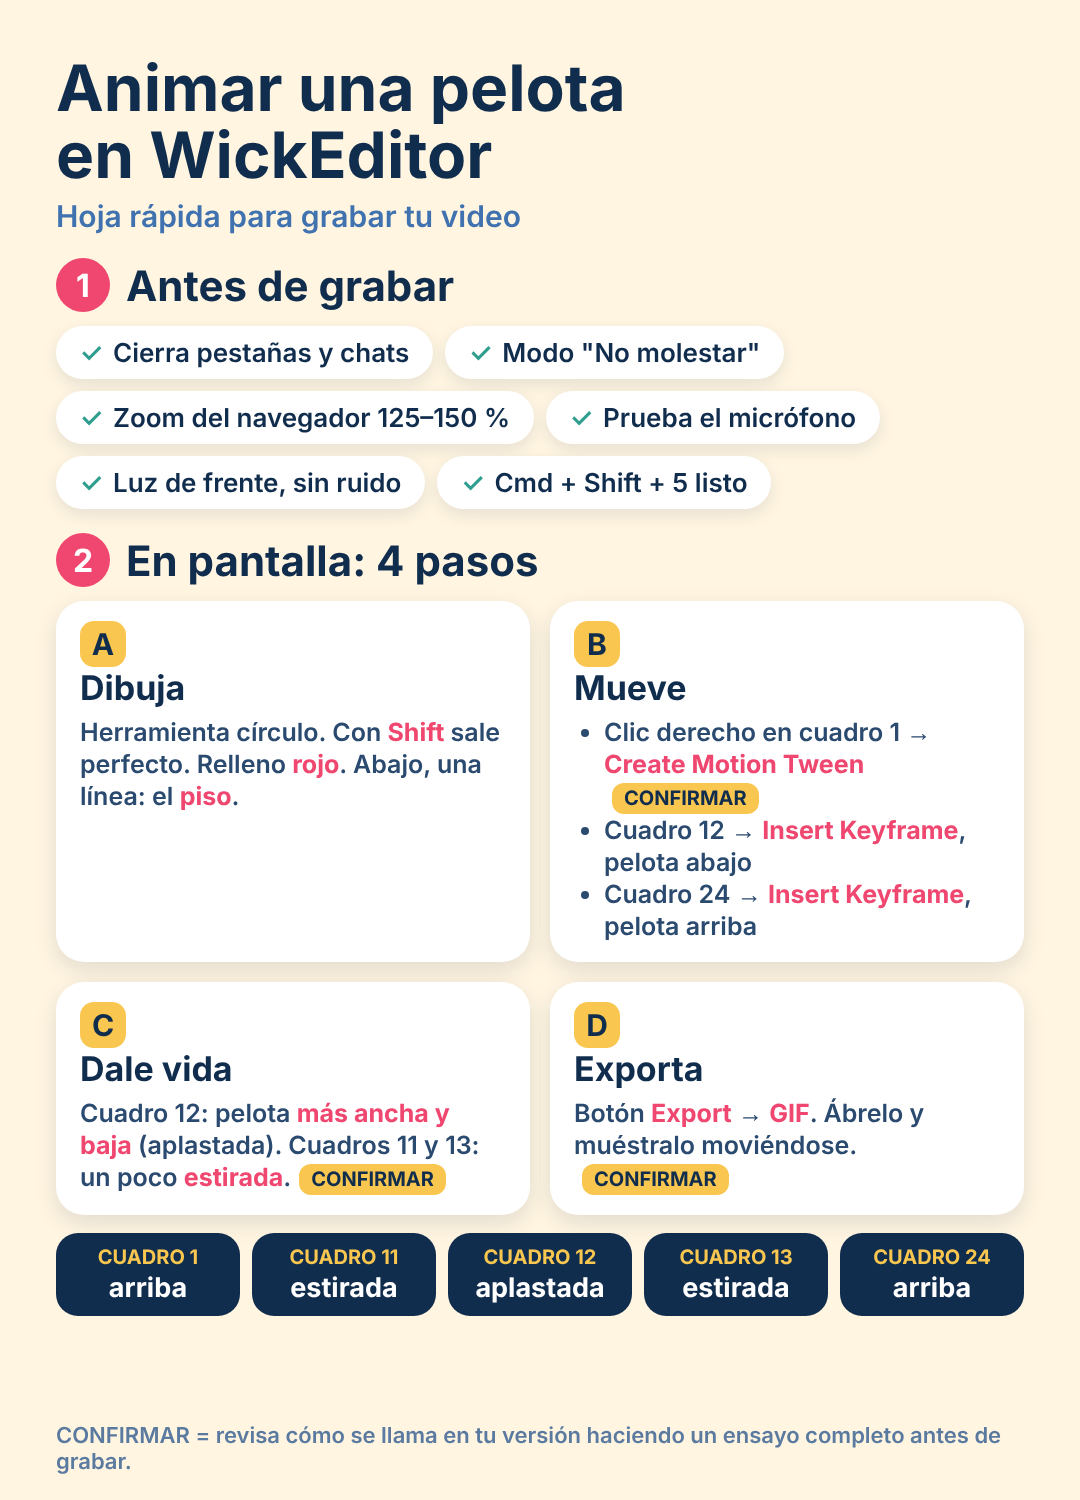 Animar una pelota
en WickEditor
Hoja rápida para grabar tu video
1 Antes de grabar
✓ Cierra pestañas y chats
✓ Modo "No molestar"
✓ Zoom del navegador 125–150 %
✓ Prueba el micrófono
✓ Luz de frente, sin ruido
✓ Cmd + Shift + 5 listo
2 En pantalla: 4 pasos
A
Dibuja
Herramienta círculo. Con Shift sale
perfecto. Relleno rojo. Abajo, una
línea: el piso.
B
Mueve
• Clic derecho en cuadro 1 →
Create Motion Tween
CONFIRMAR
• Cuadro 12 → Insert Keyframe,
pelota abajo
• Cuadro 24 → Insert Keyframe,
pelota arriba
C
Dale vida
Cuadro 12: pelota más ancha y
baja (aplastada). Cuadros 11 y 13:
un poco estirada. CONFIRMAR
D
Exporta
Botón Export → GIF. Ábrelo y
muéstralo moviéndose.
CONFIRMAR
CUADRO 1
arriba
CUADRO 11
estirada
CUADRO 12
aplastada
CUADRO 13
estirada
CUADRO 24
arriba
CONFIRMAR = revisa cómo se llama en tu versión haciendo un ensayo completo antes de
grabar.